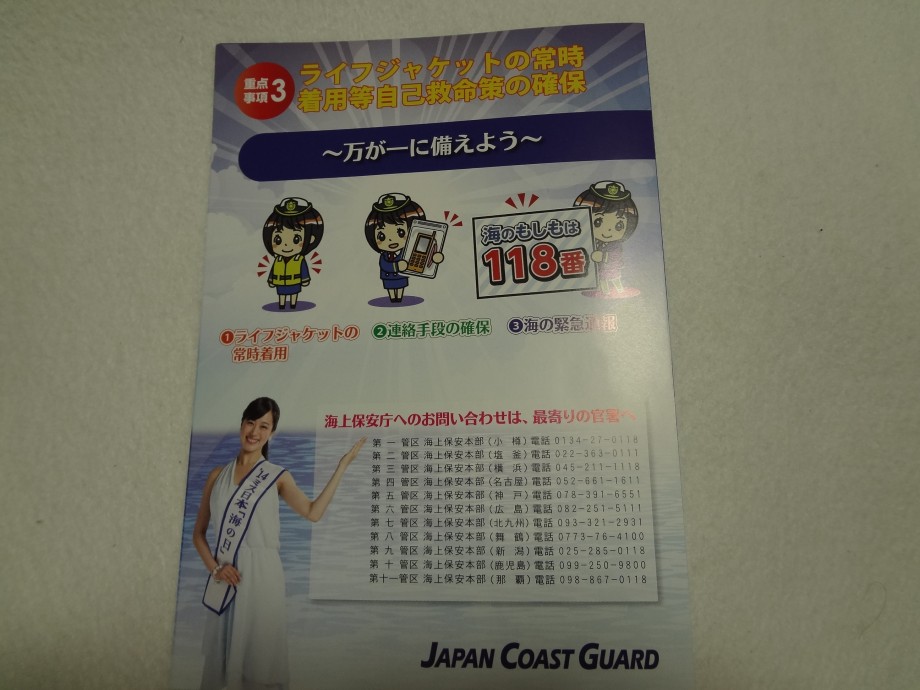 重点
事項 3
ライフジャケットの常時
着用等自己救命策の確保
～万が一に備えよう～
海のもしもは
118番
❶ライフジャケットの
常時着用
❷連絡手段の確保
❸海の緊急通報
'14ミス日本「海の日」
海上保安庁へのお問い合わせは、最寄りの官署へ
第一管区 海上保安本部(小 樽)電話 0134-27-0118
第二管区 海上保安本部(塩 釜)電話 022-363-0111
第三管区 海上保安本部(横 浜)電話 045-211-1118
第四管区 海上保安本部(名古屋)電話 052-661-1611
第五管区 海上保安本部(神 戸)電話 078-391-6551
第六管区 海上保安本部(広 島)電話 082-251-5111
第七管区 海上保安本部(北九州)電話 093-321-2931
第八管区 海上保安本部(舞 鶴)電話 0773-76-4100
第九管区 海上保安本部(新 潟)電話 025-285-0118
第十管区 海上保安本部(鹿児島)電話 099-250-9800
第十一管区 海上保安本部(那 覇)電話 098-867-0118
JAPAN COAST GUARD